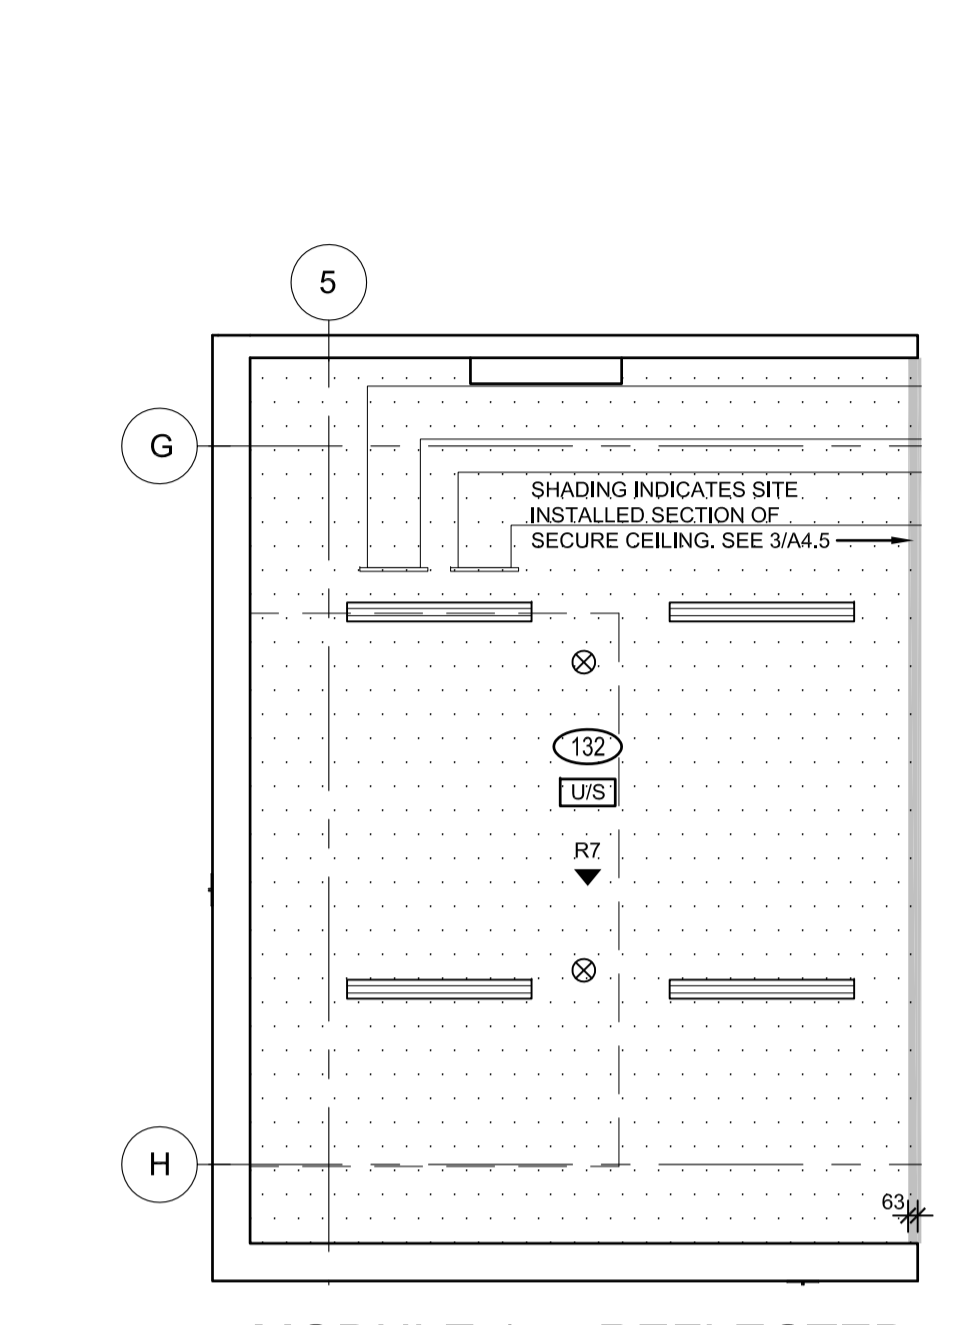 5
G
SHADING INDICATES SITE
INSTALLED SECTION OF
SECURE CEILING. SEE 3/A4.5
132
U/S
R7
H
63